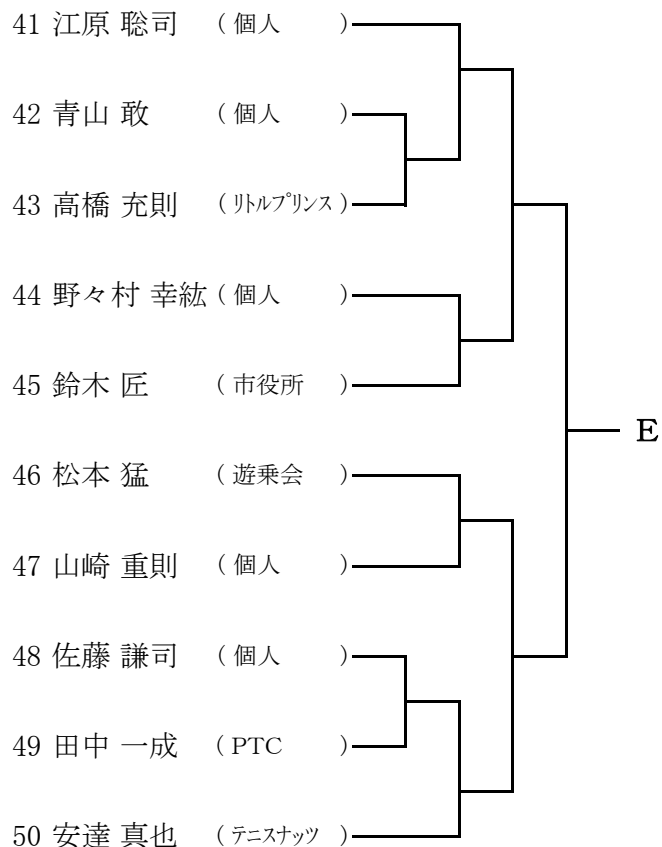 41 江原 聡司 ( 個人 )
42 青山 敢 ( 個人 )
43 高橋 充則 ( ﾘﾄﾙﾌﾟﾘﾝｽ )
44 野々村 幸紘 ( 個人 )
45 鈴木 匠 ( 市役所 )
E
46 松本 猛 ( 遊乗会 )
47 山崎 重則 ( 個人 )
48 佐藤 謙司 ( 個人 )
49 田中 一成 ( PTC )
50 安達 真也 ( ﾃﾆｽﾅｯﾂ )